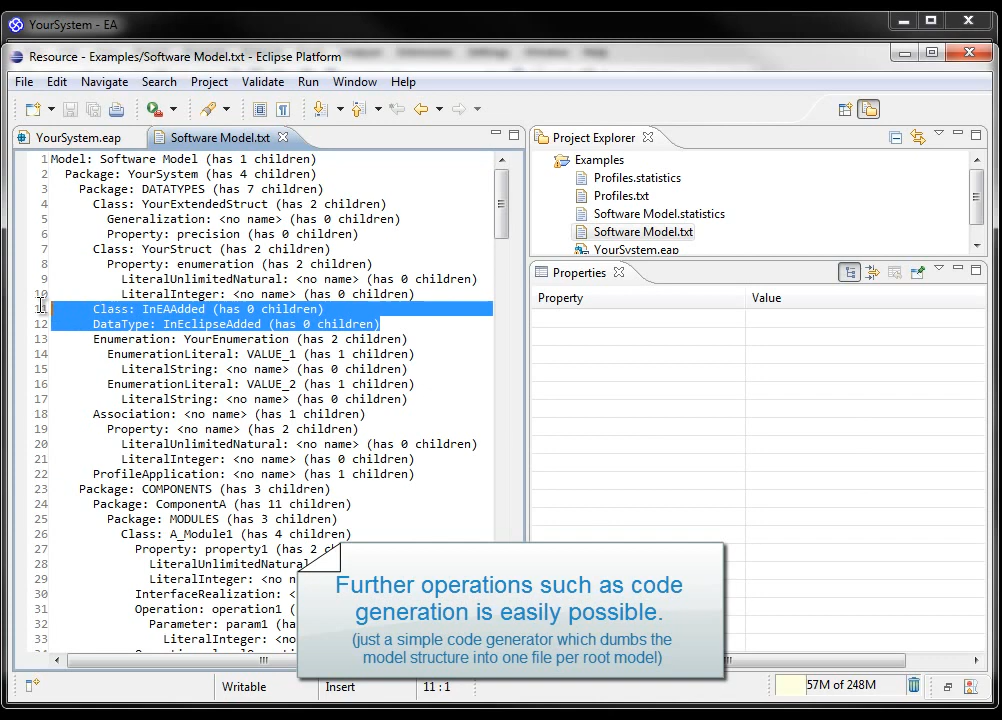 YourSystem - EA
Resource - Examples/Software Model.txt - Eclipse Platform
File Edit Navigate Search Project Validate Run Window Help
YourSystem.eap Software Model.txt
1 Model: Software Model (has 1 children)
2 Package: YourSystem (has 4 children)
3 Package: DATATYPES (has 7 children)
4 Class: YourExtendedStruct (has 2 children)
5 Generalization: <no name> (has 0 children)
6 Property: precision (has 0 children)
7 Class: YourStruct (has 2 children)
8 Property: enumeration (has 2 children)
9 LiteralUnlimitedNatural: <no name> (has 0 children)
10 LiteralInteger: <no name> (has 0 children)
11 Class: InEAAdded (has 0 children)
12 DataType: InEclipseAdded (has 0 children)
13 Enumeration: YourEnumeration (has 2 children)
14 EnumerationLiteral: VALUE_1 (has 1 children)
15 LiteralString: <no name> (has 0 children)
16 EnumerationLiteral: VALUE_2 (has 1 children)
17 LiteralString: <no name> (has 0 children)
18 Association: <no name> (has 1 children)
19 Property: <no name> (has 2 children)
20 LiteralUnlimitedNatural: <no name> (has 0 children)
21 LiteralInteger: <no name> (has 0 children)
22 ProfileApplication: <no name> (has 1 children)
23 Package: COMPONENTS (has 3 children)
24 Package: ComponentA (has 11 children)
25 Package: MODULES (has 3 children)
26 Class: A_Module1 (has 4 children)
27 Property: property1 (has 2 c
28 LiteralUnlimitedNatural
29 LiteralInteger: <no n
30 InterfaceRealization: <
31 Operation: operation1 (
32 Parameter: param1 (ha
33 LiteralInteger: <no
Project Explorer
Examples
Profiles.statistics
Profiles.txt
Software Model.statistics
Software Model.txt
YourSystem.eap
Properties
Property Value
Further operations such as code
generation is easily possible.
(just a simple code generator which dumbs the
model structure into one file per root model)
Writable Insert 11 : 1 57M of 248M